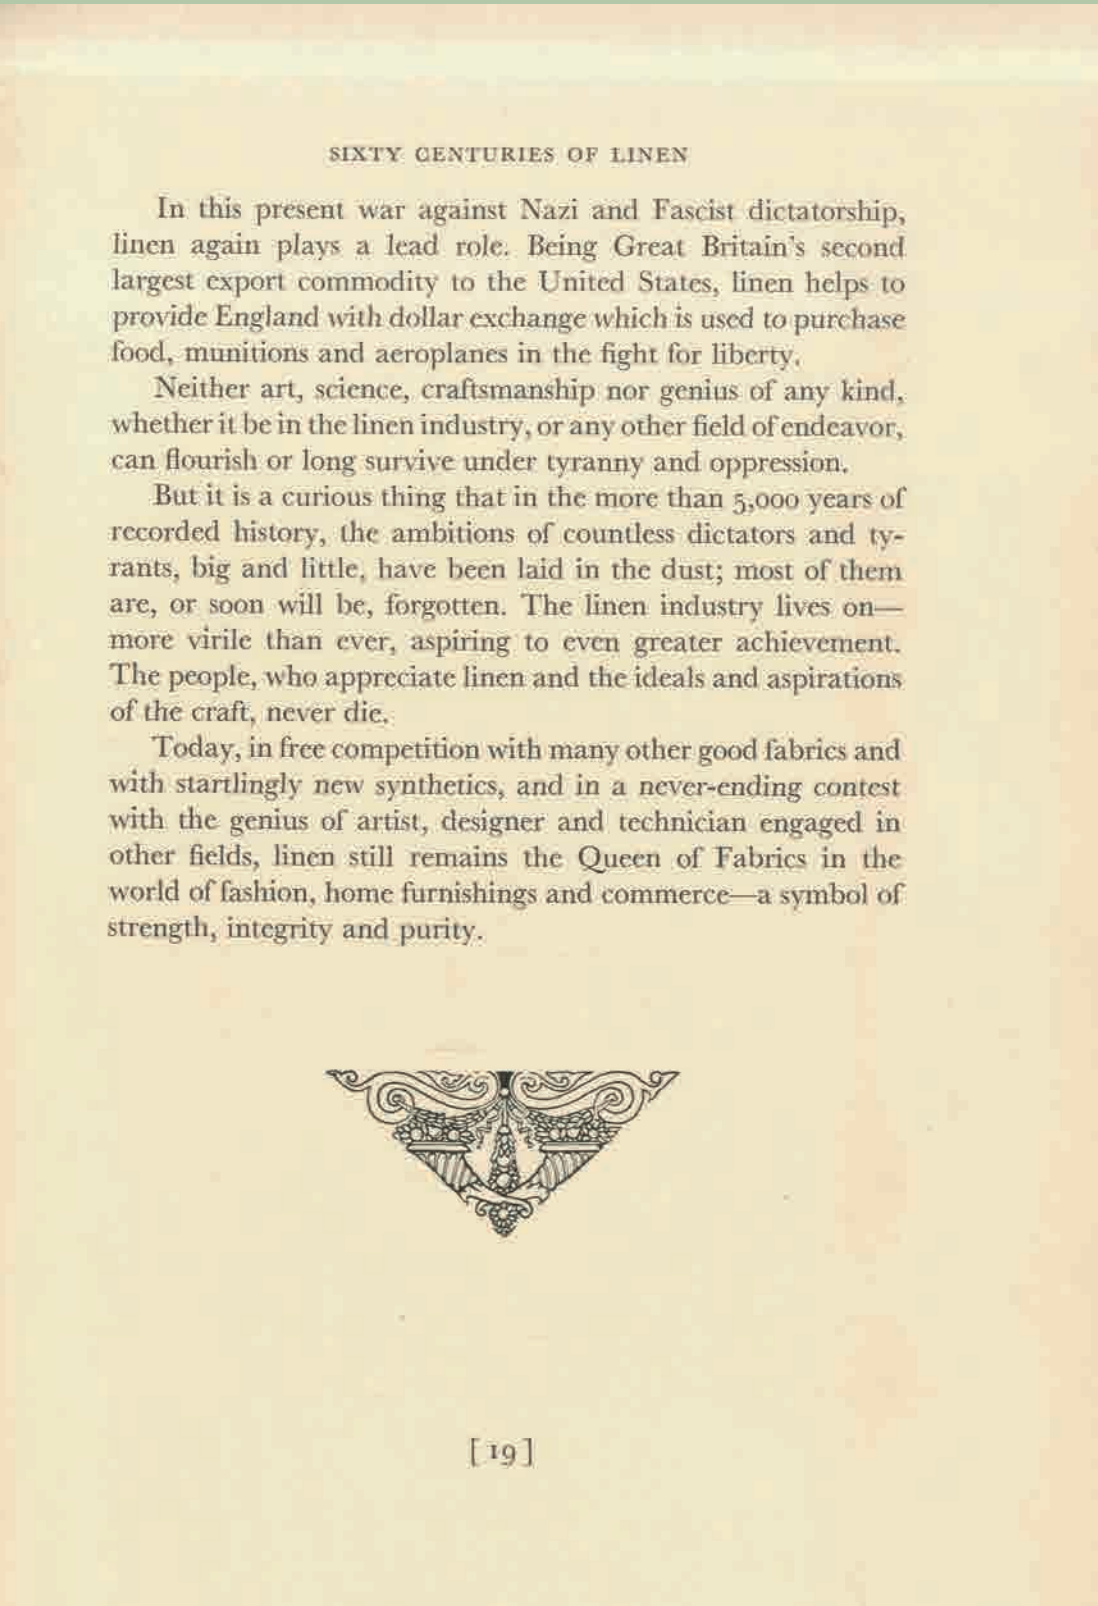 SIXTY CENTURIES OF LINEN
In this present war against Nazi and Fascist dictatorship,
linen again plays a lead role. Being Great Britain's second
largest export commodity to the United States, linen helps to
provide England with dollar exchange which is used to purchase
food, munitions and aeroplanes in the fight for liberty.
Neither art, science, craftsmanship nor genius of any kind,
whether it be in the linen industry, or any other field of endeavor,
can flourish or long survive under tyranny and oppression.
But it is a curious thing that in the more than 5,000 years of
recorded history, the ambitions of countless dictators and ty-
rants, big and little, have been laid in the dust; most of them
are, or soon will be, forgotten. The linen industry lives on—
more virile than ever, aspiring to even greater achievement.
The people, who appreciate linen and the ideals and aspirations
of the craft, never die.
Today, in free competition with many other good fabrics and
with startlingly new synthetics, and in a never-ending contest
with the genius of artist, designer and technician engaged in
other fields, linen still remains the Queen of Fabrics in the
world of fashion, home furnishings and commerce—a symbol of
strength, integrity and purity.
[19]